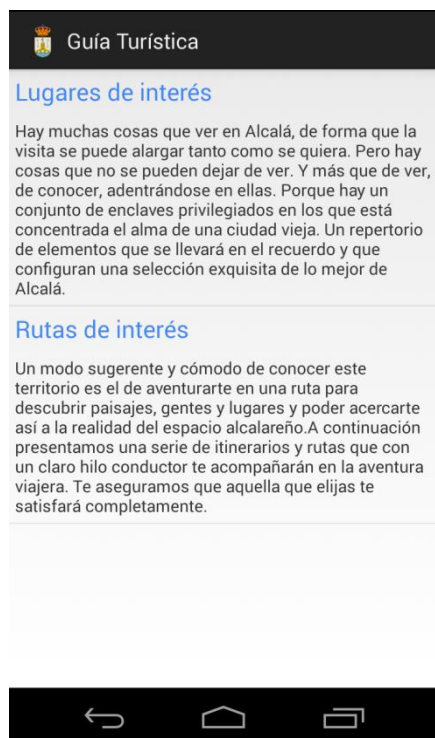 Guía Turística
Lugares de interés
Hay muchas cosas que ver en Alcalá, de forma que la
visita se puede alargar tanto como se quiera. Pero hay
cosas que no se pueden dejar de ver. Y más que de ver,
de conocer, adentrándose en ellas. Porque hay un
conjunto de enclaves privilegiados en los que está
concentrada el alma de una ciudad vieja. Un repertorio
de elementos que se llevará en el recuerdo y que
configuran una selección exquisita de lo mejor de
Alcalá.
Rutas de interés
Un modo sugerente y cómodo de conocer este
territorio es el de aventurarte en una ruta para
descubrir paisajes, gentes y lugares y poder acercarte
así a la realidad del espacio alcalareño.A continuación
presentamos una serie de itinerarios y rutas que con
un claro hilo conductor te acompañarán en la aventura
viajera. Te aseguramos que aquella que elijas te
satisfará completamente.